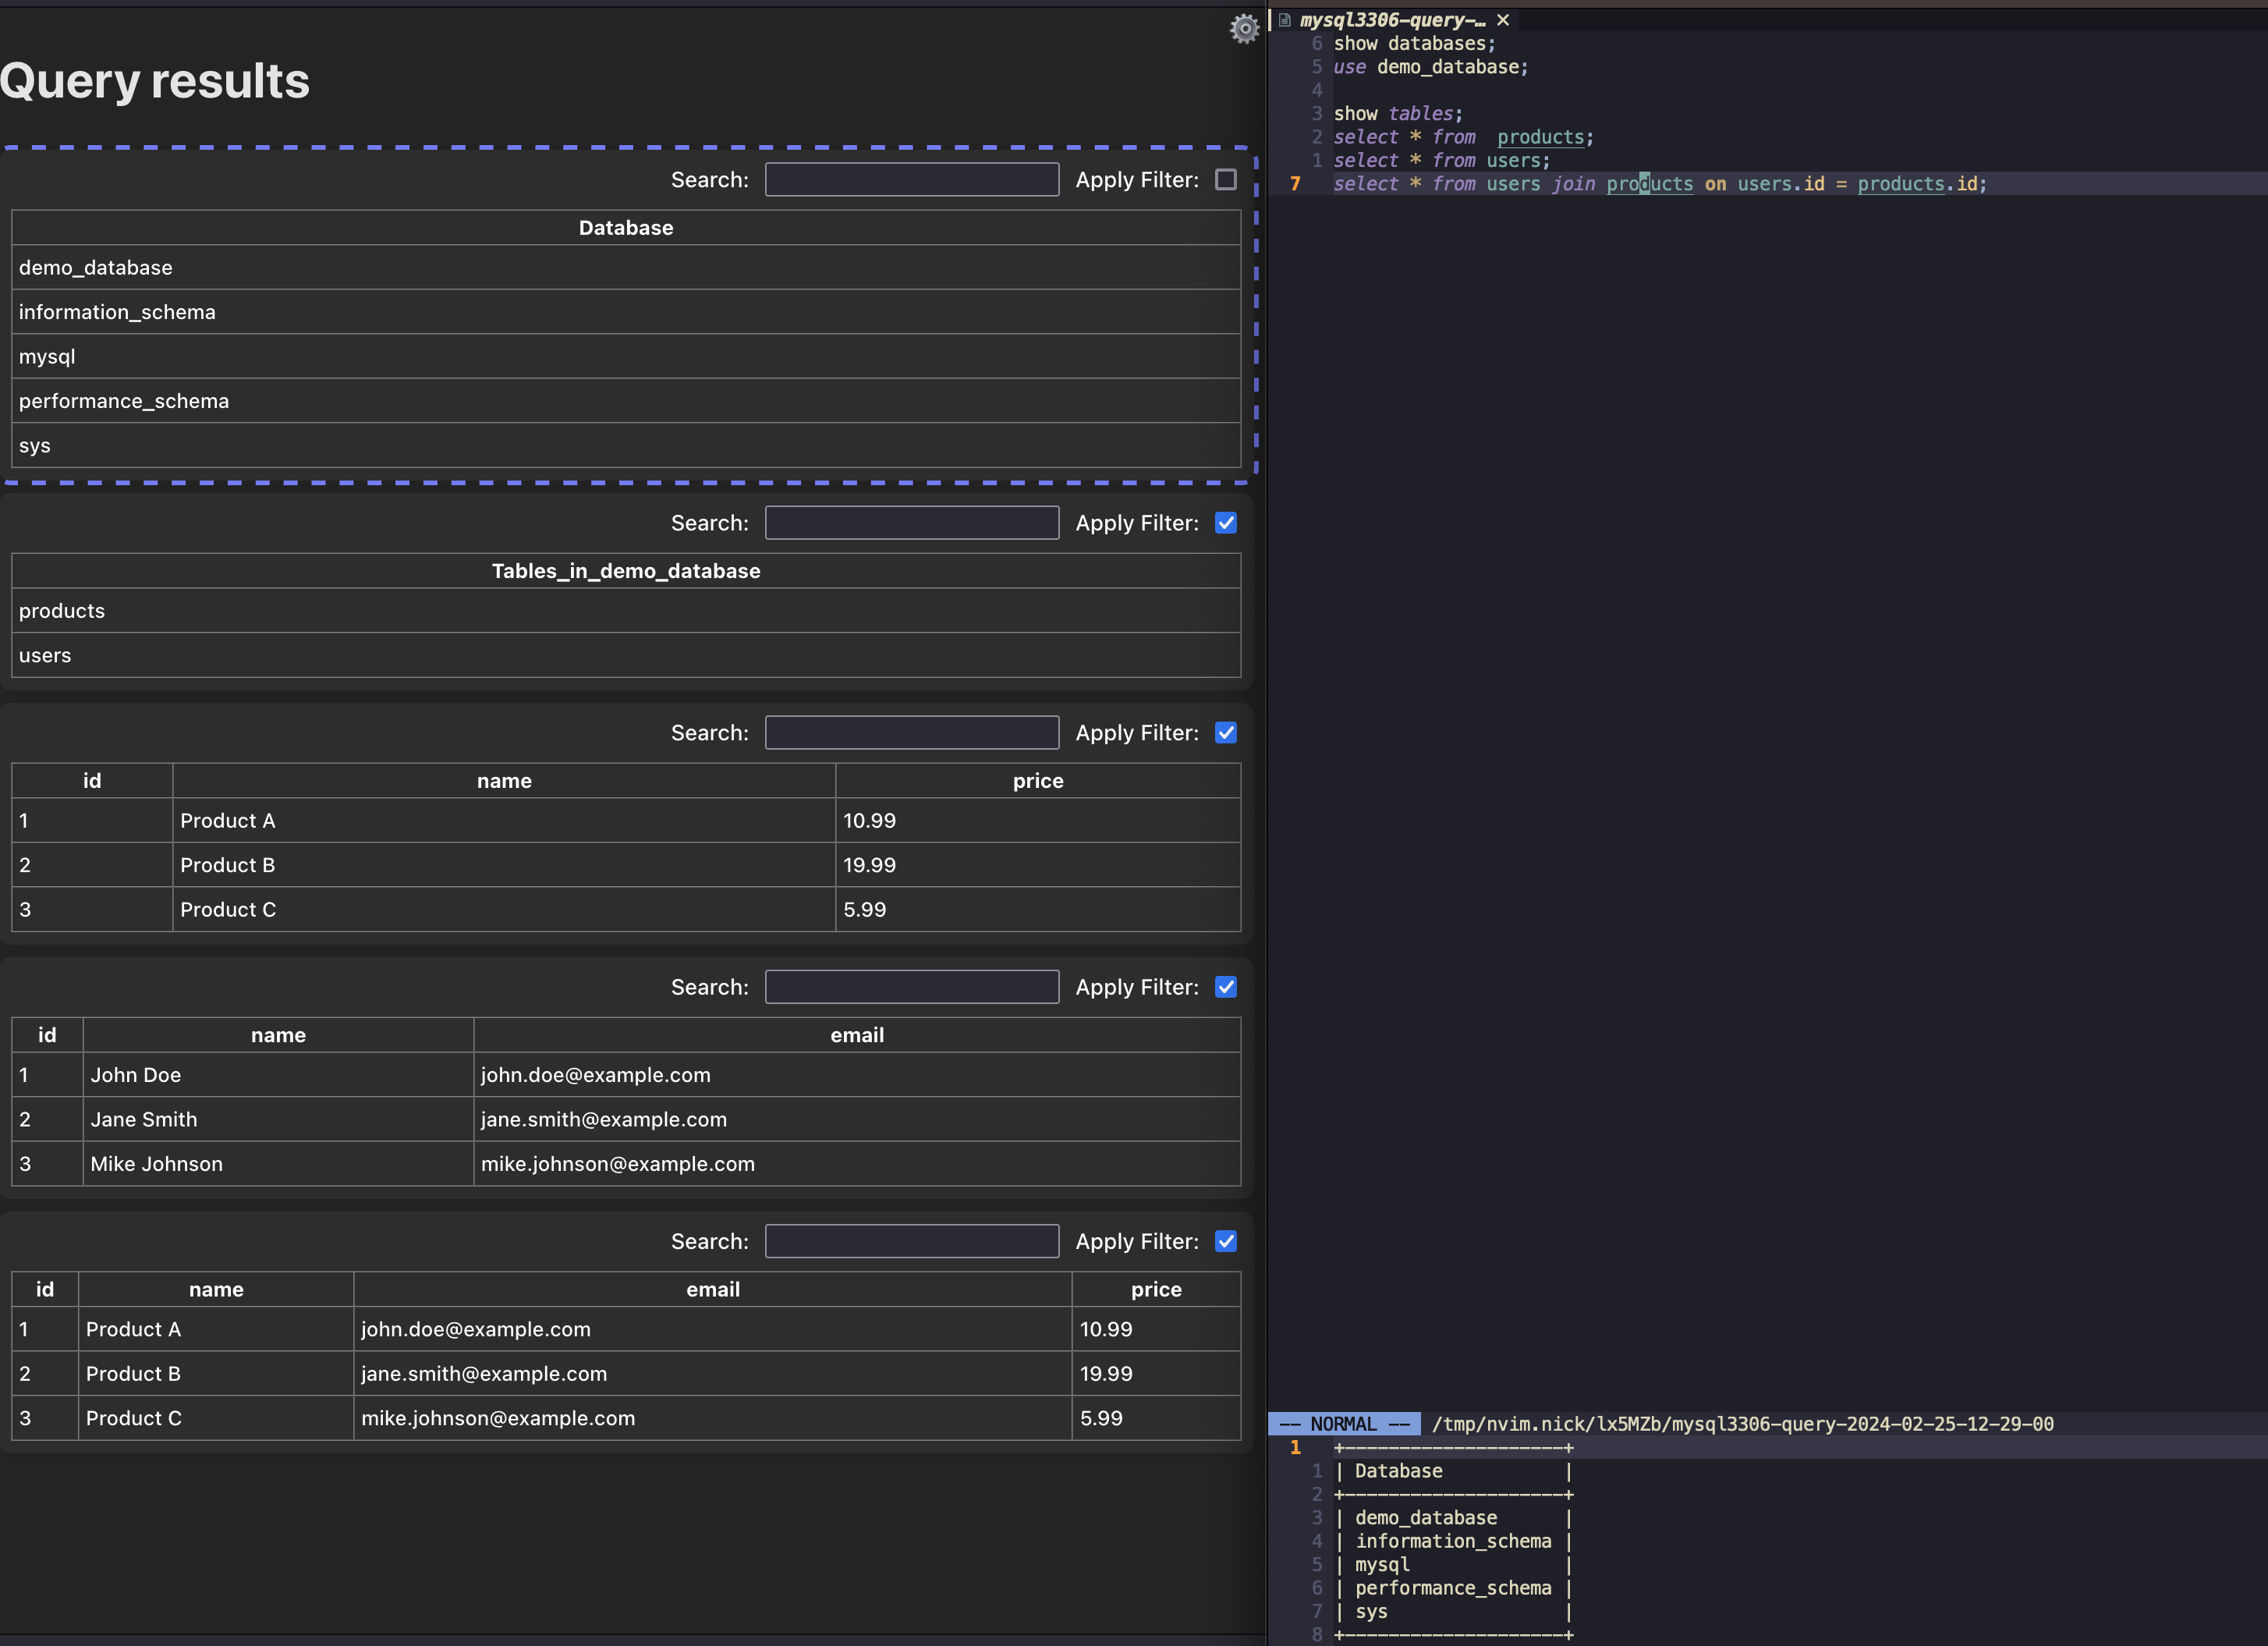 Query results
Search: Apply Filter:
Database
demo_database
information_schema
mysql
performance_schema
sys
Search: Apply Filter:
Tables_in_demo_database
products
users
Search: Apply Filter:
id name price
1 Product A 10.99
2 Product B 19.99
3 Product C 5.99
Search: Apply Filter:
id name email
1 John Doe john.doe@example.com
2 Jane Smith jane.smith@example.com
3 Mike Johnson mike.johnson@example.com
Search: Apply Filter:
id name email price
1 Product A john.doe@example.com 10.99
2 Product B jane.smith@example.com 19.99
3 Product C mike.johnson@example.com 5.99
mysql3306-query-… ×
6 show databases;
5 use demo_database;
4
3 show tables;
2 select * from  products;
1 select * from users;
7 select * from users join products on users.id = products.id;
-- NORMAL -- /tmp/nvim.nick/lx5MZb/mysql3306-query-2024-02-25-12-29-00
1 +--------------------+
1 | Database           |
2 +--------------------+
3 | demo_database      |
4 | information_schema |
5 | mysql              |
6 | performance_schema |
7 | sys                |
8 +--------------------+